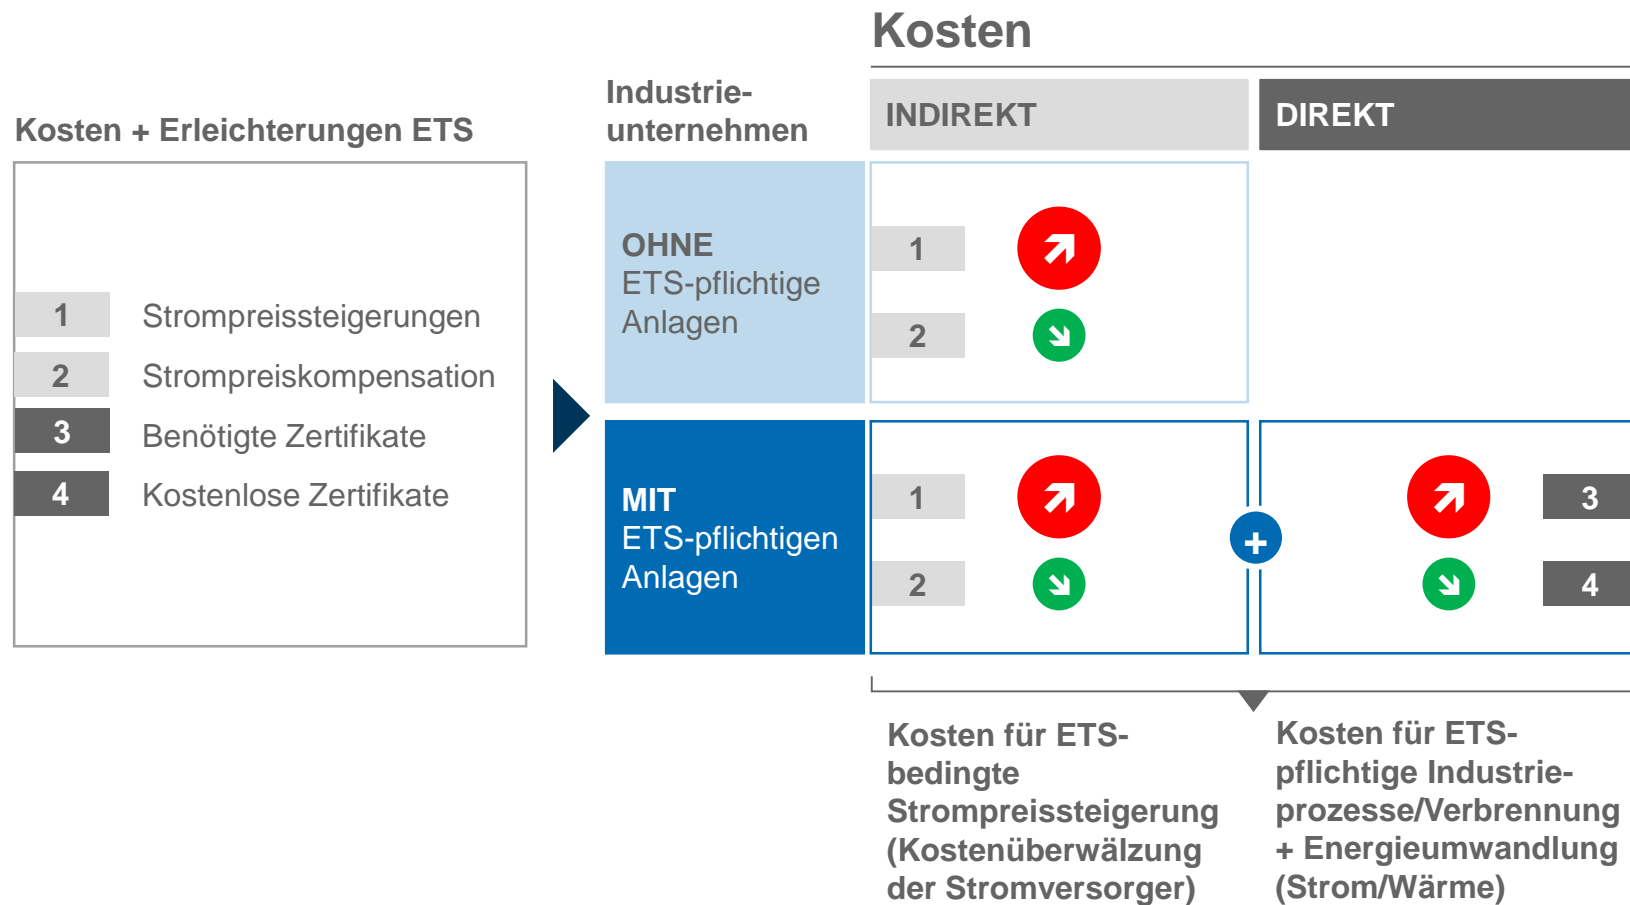 Kosten
Kosten + Erleichterungen ETS
1 Strompreissteigerungen
2 Strompreiskompensation
3 Benötigte Zertifikate
4 Kostenlose Zertifikate
Industrie-
unternehmen
INDIREKT
DIREKT
OHNE
ETS-pflichtige
Anlagen
1
2
MIT
ETS-pflichtigen
Anlagen
1
2
+
3
4
Kosten für ETS-
bedingte
Strompreissteigerung
(Kostenüberwälzung
der Stromversorger)
Kosten für ETS-
pflichtige Industrie-
prozesse/Verbrennung
+ Energieumwandlung
(Strom/Wärme)